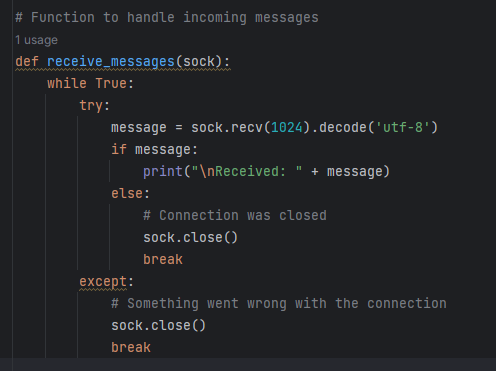 # Function to handle incoming messages
1 usage
def receive_messages(sock):
    while True:
        try:
            message = sock.recv(1024).decode('utf-8')
            if message:
                print("\nReceived: " + message)
            else:
                # Connection was closed
                sock.close()
                break
        except:
            # Something went wrong with the connection
            sock.close()
            break